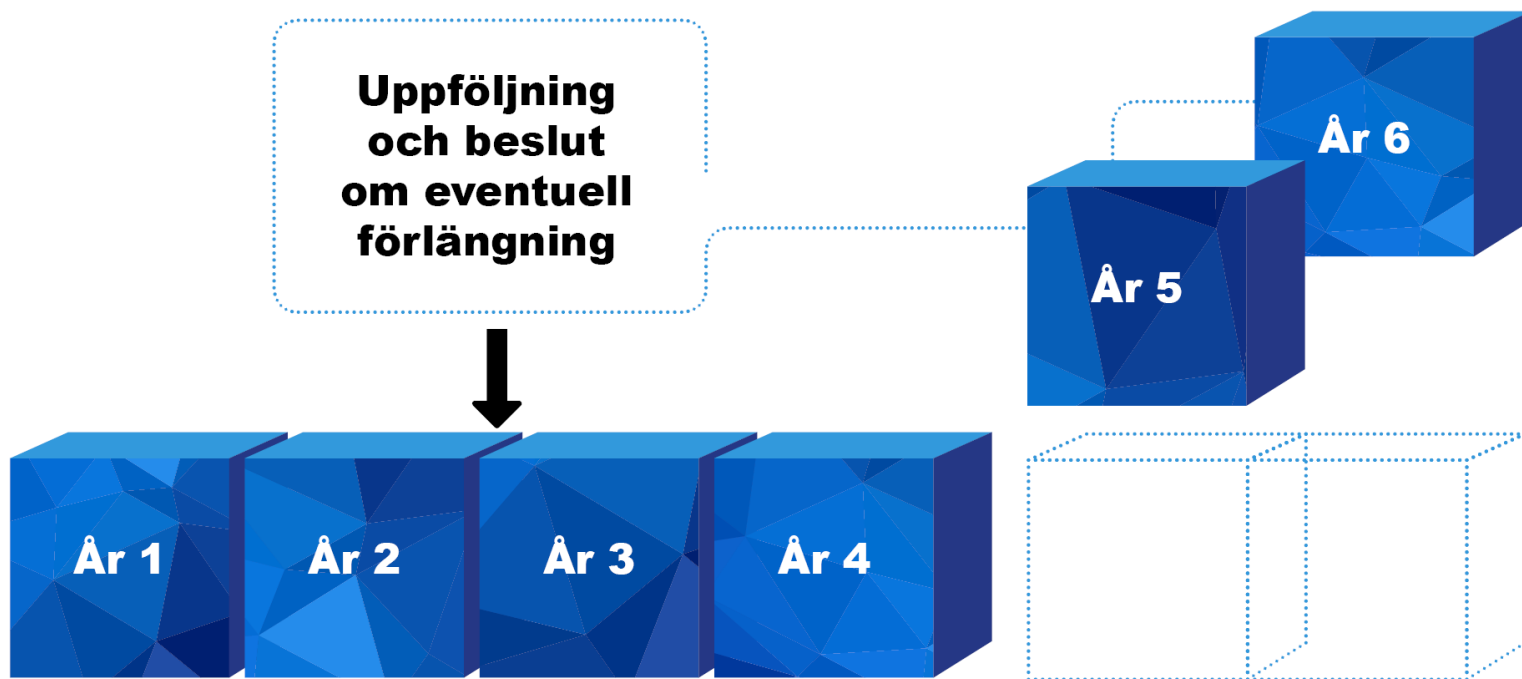 Uppföljning
och beslut
om eventuell
förlängning
År 6
År 5
År 1
År 2
År 3
År 4